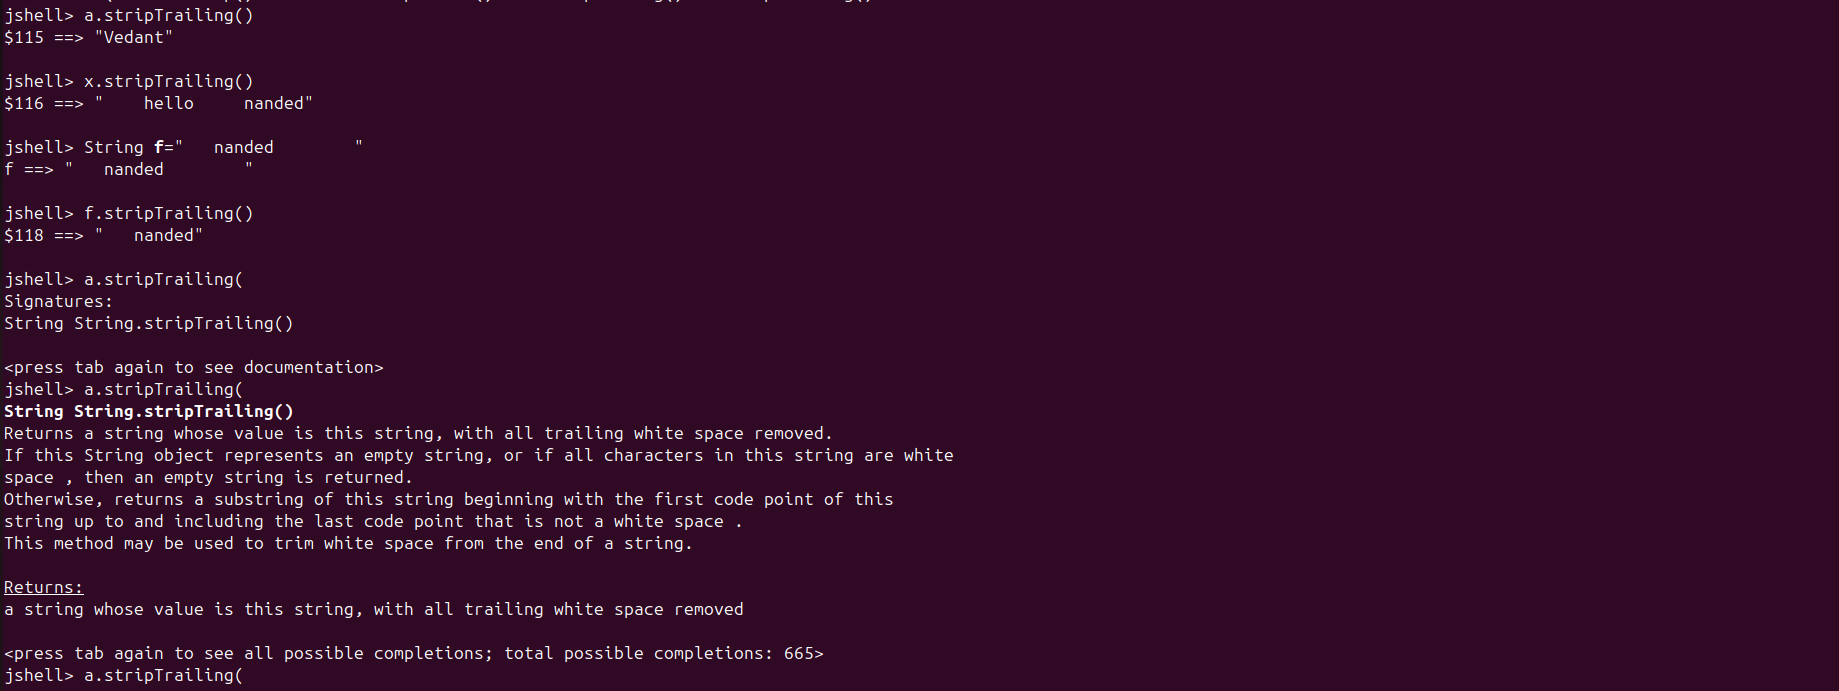 jshell> a.stripTrailing()
$115 ==> "Vedant"
jshell> x.stripTrailing()
$116 ==> "    hello     nanded"
jshell> String f="   nanded        "
f ==> "   nanded        "
jshell> f.stripTrailing()
$118 ==> "   nanded"
jshell> a.stripTrailing(
Signatures:
String String.stripTrailing()
<press tab again to see documentation>
jshell> a.stripTrailing(
String String.stripTrailing()
Returns a string whose value is this string, with all trailing white space removed.
If this String object represents an empty string, or if all characters in this string are white
space , then an empty string is returned.
Otherwise, returns a substring of this string beginning with the first code point of this
string up to and including the last code point that is not a white space .
This method may be used to trim white space from the end of a string.
Returns:
a string whose value is this string, with all trailing white space removed
<press tab again to see all possible completions; total possible completions: 665>
jshell> a.stripTrailing(